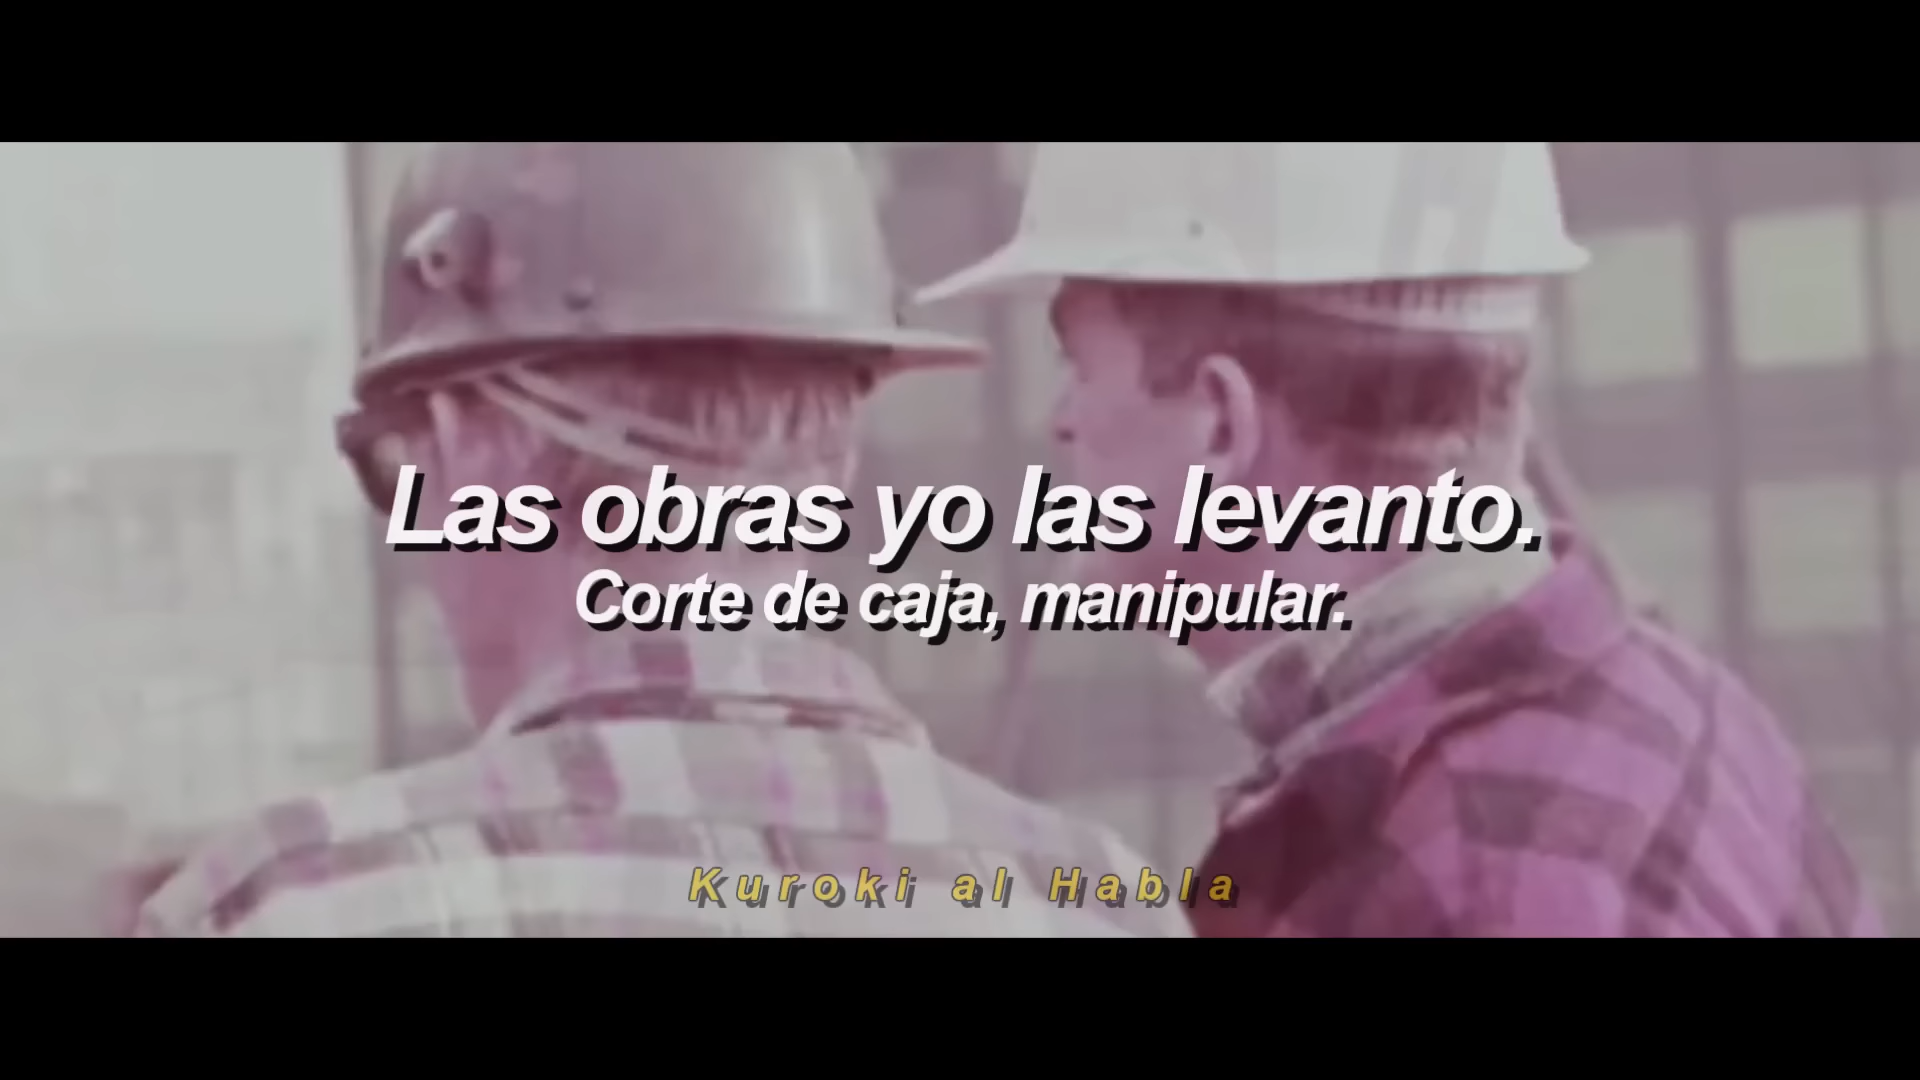 Las obras yo las levanto.
Corte de caja, manipular.
Kuroki al Habla